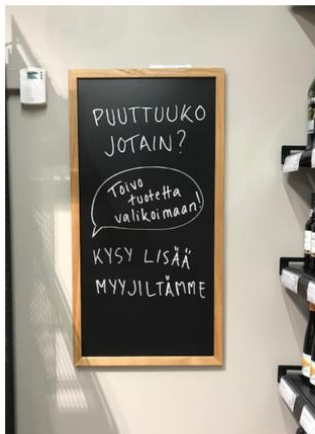 PUUTTUUKO
JOTAIN?
Toivo
tuotetta
valikoimaan!
KYSY LISÄÄ
MYYJILTÄMME